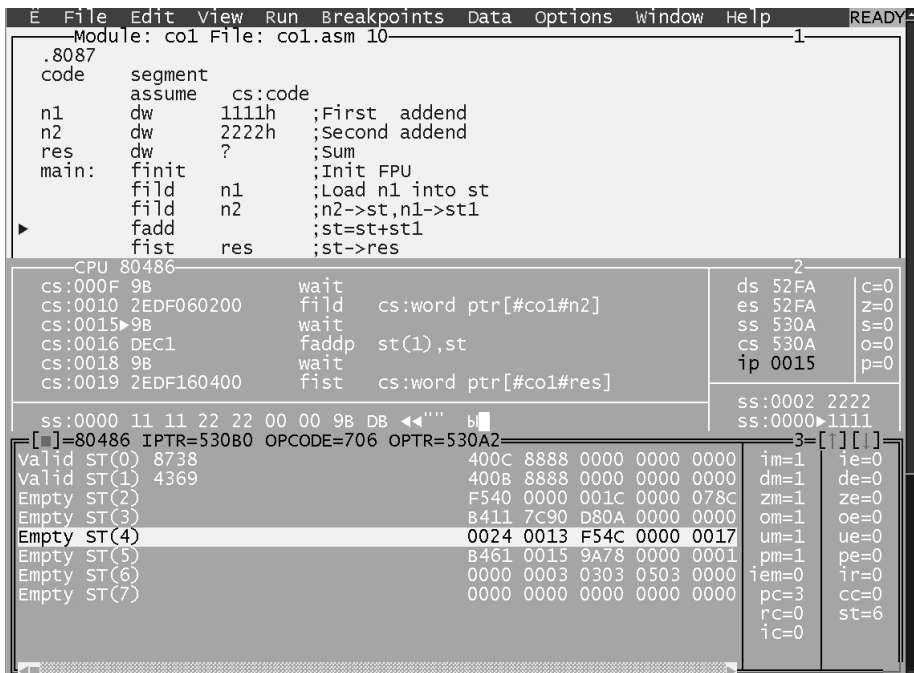 Ё File Edit View Run Breakpoints Data Options Window Help READY
Module: co1 File: co1.asm 10 1
.8087
code segment
assume cs:code
n1 dw 1111h ;First addend
n2 dw 2222h ;Second addend
res dw ? ;Sum
main: finit ;Init FPU
fild n1 ;Load n1 into st
fild n2 ;n2->st,n1->st1
► fadd ;st=st+st1
fist res ;st->res
CPU 80486 2
cs:000F 9B wait ds 52FA c=0
cs:0010 2EDF060200 fild cs:word ptr[#co1#n2] es 52FA z=0
cs:0015►9B wait ss 530A s=0
cs:0016 DEC1 faddp st(1),st cs 530A o=0
cs:0018 9B wait ip 0015 p=0
cs:0019 2EDF160400 fist cs:word ptr[#co1#res]
ss:0002 2222
ss:0000 11 11 22 22 00 00 9B DB ◄◄"" Ы█ ss:0000►1111
[■]=80486 IPTR=530B0 OPCODE=706 OPTR=530A2 3=[↑][↓]
Valid ST(0) 8738 400C 8888 0000 0000 0000 im=1 ie=0
Valid ST(1) 4369 400B 8888 0000 0000 0000 dm=1 de=0
Empty ST(2) F540 0000 001C 0000 078C zm=1 ze=0
Empty ST(3) B411 7C90 D80A 0000 0000 om=1 oe=0
Empty ST(4) 0024 0013 F54C 0000 0017 um=1 ue=0
Empty ST(5) B461 0015 9A78 0000 0001 pm=1 pe=0
Empty ST(6) 0000 0003 0303 0503 0000 iem=0 ir=0
Empty ST(7) 0000 0000 0000 0000 0000 pc=3 cc=0
rc=0 st=6
ic=0